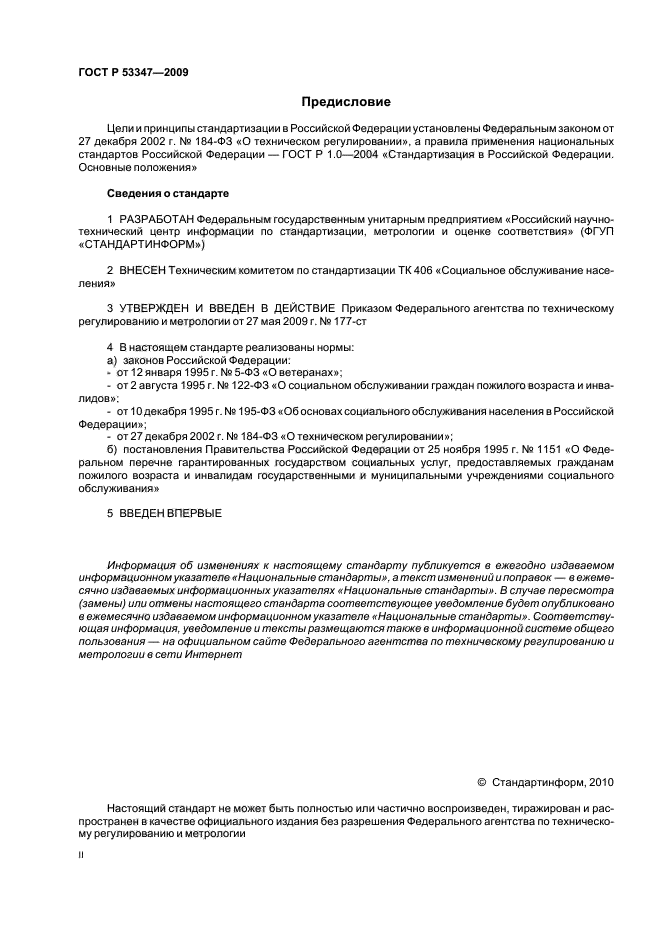 ГОСТ Р 53347—2009
Предисловие
Цели и принципы стандартизации в Российской Федерации установлены Федеральным законом от
27 декабря 2002 г. № 184-ФЗ «О техническом регулировании», а правила применения национальных
стандартов Российской Федерации — ГОСТ Р 1.0—2004 «Стандартизация в Российской Федерации.
Основные положения»
Сведения о стандарте
1 РАЗРАБОТАН Федеральным государственным унитарным предприятием «Российский научно-
технический центр информации по стандартизации, метрологии и оценке соответствия» (ФГУП
«СТАНДАРТИНФОРМ»)
2 ВНЕСЕН Техническим комитетом по стандартизации ТК 406 «Социальное обслуживание насе-
ления»
3 УТВЕРЖДЕН И ВВЕДЕН В ДЕЙСТВИЕ Приказом Федерального агентства по техническому
регулированию и метрологии от 27 мая 2009 г. № 177-ст
4 В настоящем стандарте реализованы нормы:
а) законов Российской Федерации:
- от 12 января 1995 г. № 5-ФЗ «О ветеранах»;
- от 2 августа 1995 г. № 122-ФЗ «О социальном обслуживании граждан пожилого возраста и инва-
лидов»;
- от 10 декабря 1995 г. № 195-ФЗ «Об основах социального обслуживания населения в Российской
Федерации»;
- от 27 декабря 2002 г. № 184-ФЗ «О техническом регулировании»;
б) постановления Правительства Российской Федерации от 25 ноября 1995 г. № 1151 «О Феде-
ральном перечне гарантированных государством социальных услуг, предоставляемых гражданам
пожилого возраста и инвалидам государственными и муниципальными учреждениями социального
обслуживания»
5 ВВЕДЕН ВПЕРВЫЕ
Информация об изменениях к настоящему стандарту публикуется в ежегодно издаваемом
информационном указателе «Национальные стандарты», а текст изменений и поправок — в ежеме-
сячно издаваемых информационных указателях «Национальные стандарты». В случае пересмотра
(замены) или отмены настоящего стандарта соответствующее уведомление будет опубликовано
в ежемесячно издаваемом информационном указателе «Национальные стандарты». Соответству-
ющая информация, уведомление и тексты размещаются также в информационной системе общего
пользования — на официальном сайте Федерального агентства по техническому регулированию и
метрологии в сети Интернет
© Стандартинформ, 2010
Настоящий стандарт не может быть полностью или частично воспроизведен, тиражирован и рас-
пространен в качестве официального издания без разрешения Федерального агентства по техническо-
му регулированию и метрологии
II